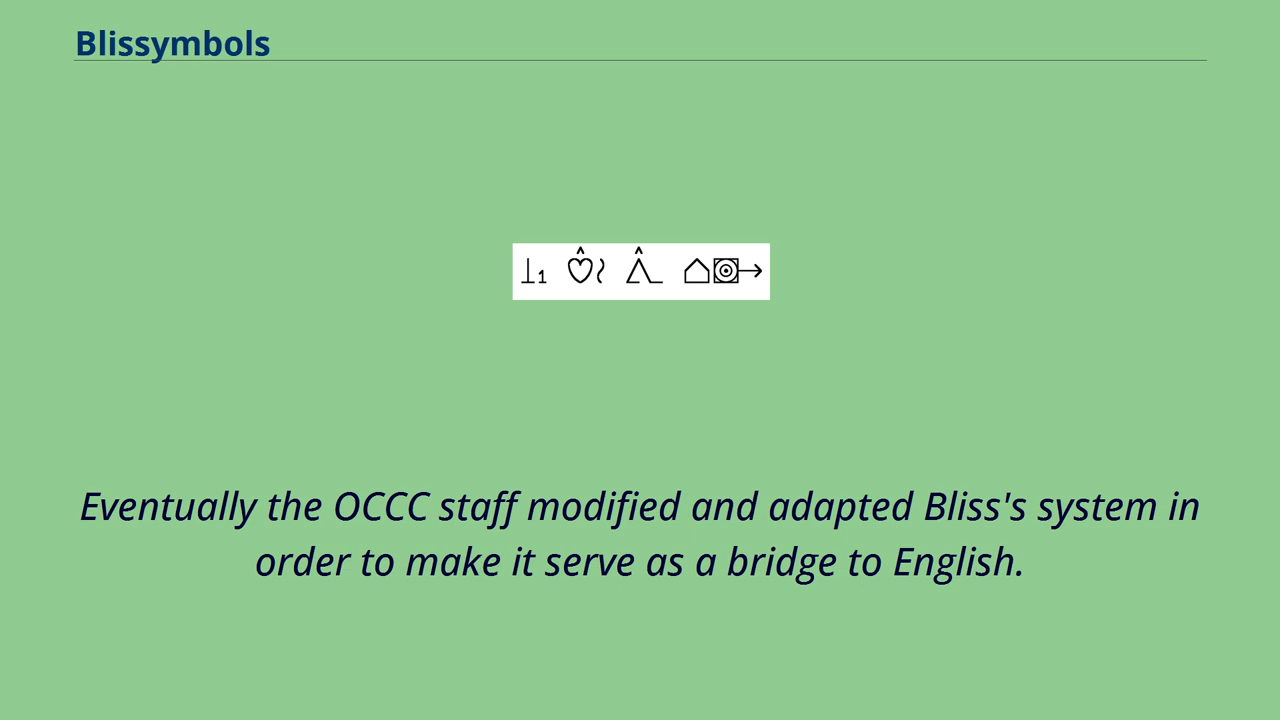 Blissymbols
Eventually the OCCC staff modified and adapted Bliss's system in
order to make it serve as a bridge to English.